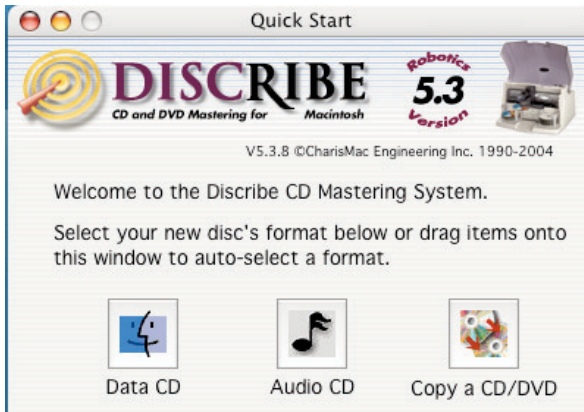 Quick Start
DISCRIBE
CD and DVD Mastering for Macintosh
Robotics
5.3
Version
V5.3.8 ©CharisMac Engineering Inc. 1990-2004
Welcome to the Discribe CD Mastering System.
Select your new disc's format below or drag items onto
this window to auto-select a format.
Data CD Audio CD Copy a CD/DVD